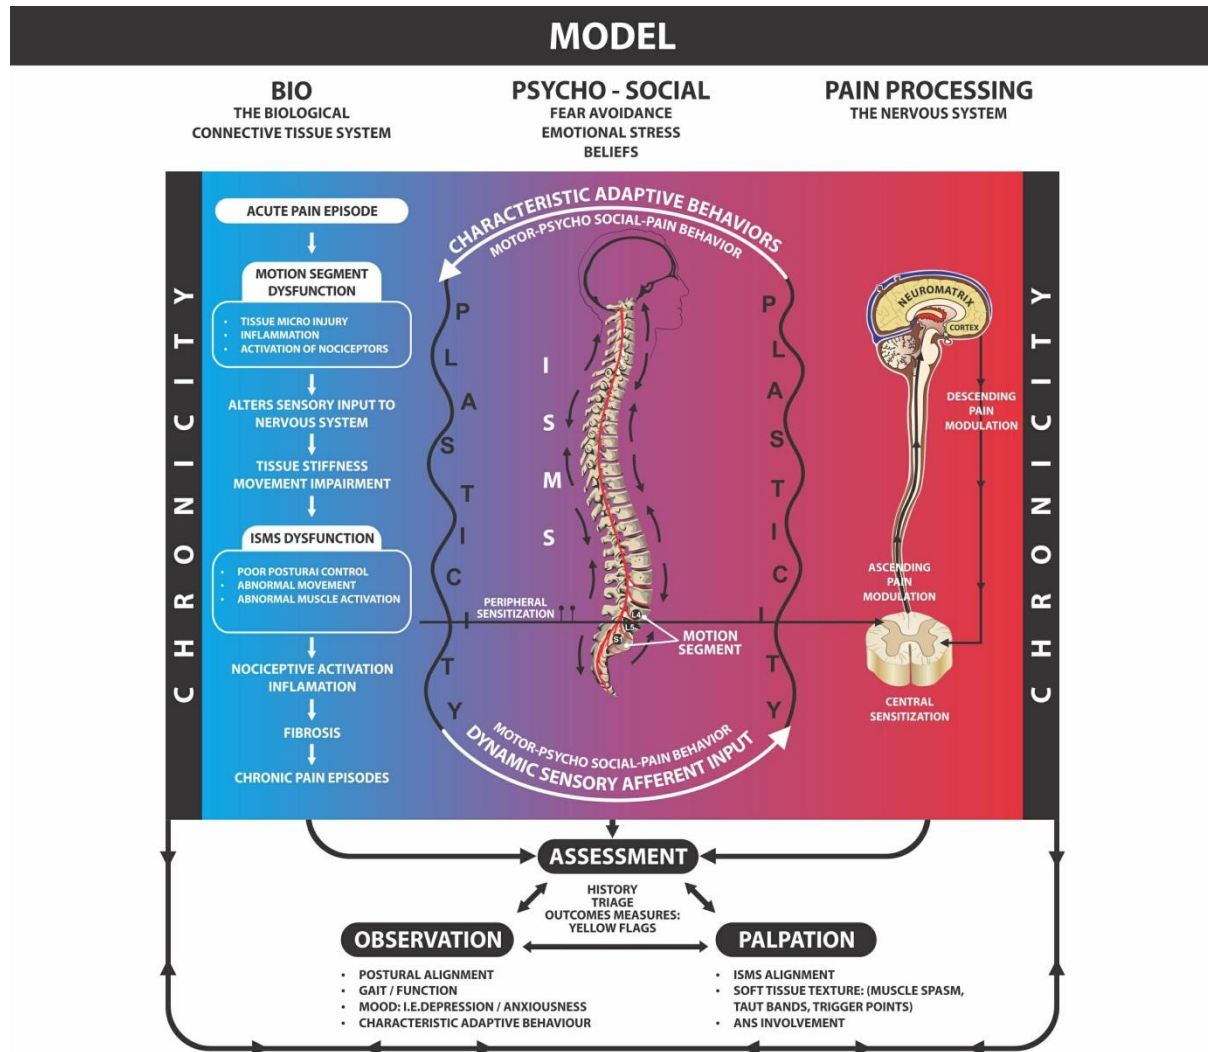 MODEL
BIO
THE BIOLOGICAL
CONNECTIVE TISSUE SYSTEM
PSYCHO - SOCIAL
FEAR AVOIDANCE
EMOTIONAL STRESS
BELIEFS
PAIN PROCESSING
THE NERVOUS SYSTEM
CHRONICITY
ACUTE PAIN EPISODE
MOTION SEGMENT
DYSFUNCTION
• TISSUE MICRO INJURY
• INFLAMMATION
• ACTIVATION OF NOCICEPTORS
ALTERS SENSORY INPUT TO
NERVOUS SYSTEM
TISSUE STIFFNESS
MOVEMENT IMPAIRMENT
ISMS DYSFUNCTION
• POOR POSTURAI CONTROL
• ABNORMAL MOVEMENT
• ABNORMAL MUSCLE ACTIVATION
NOCICEPTIVE ACTIVATION
INFLAMATION
FIBROSIS
CHRONIC PAIN EPISODES
CHARACTERISTIC ADAPTIVE BEHAVIORS
MOTOR-PSYCHO SOCIAL-PAIN BEHAVIOR
PLASTICITY
ISMS
PERIPHERAL
SENSITIZATION
L4
L5
S1
MOTION
SEGMENT
PLASTICITY
MOTOR-PSYCHO SOCIAL-PAIN BEHAVIOR
DYNAMIC SENSORY AFFERENT INPUT
NEUROMATRIX
CORTEX
DESCENDING
PAIN
MODULATION
ASCENDING
PAIN
MODULATION
CENTRAL
SENSITIZATION
CHRONICITY
ASSESSMENT
HISTORY
TRIAGE
OUTCOMES MEASURES:
YELLOW FLAGS
OBSERVATION
• POSTURAL ALIGNMENT
• GAIT / FUNCTION
• MOOD: I.E.DEPRESSION / ANXIOUSNESS
• CHARACTERISTIC ADAPTIVE BEHAVIOUR
PALPATION
• ISMS ALIGNMENT
• SOFT TISSUE TEXTURE: (MUSCLE SPASM,
TAUT BANDS, TRIGGER POINTS)
• ANS INVOLVEMENT